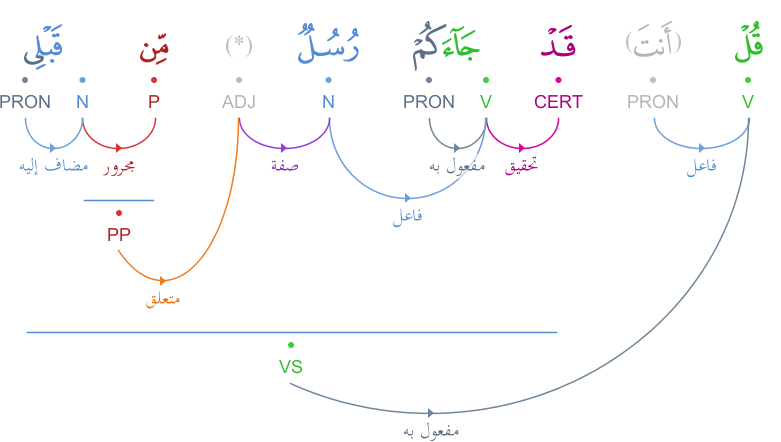 قُلْ (أَنتَ) قَدْ جَآءَكُمْ رُسُلٌ (*) مِّن قَبْلِى
V PRON CERT V PRON N ADJ P N PRON
فاعل تحقيق مفعول به صفة مجرور مضاف إليه
فاعل
PP
متعلق
VS
مفعول به